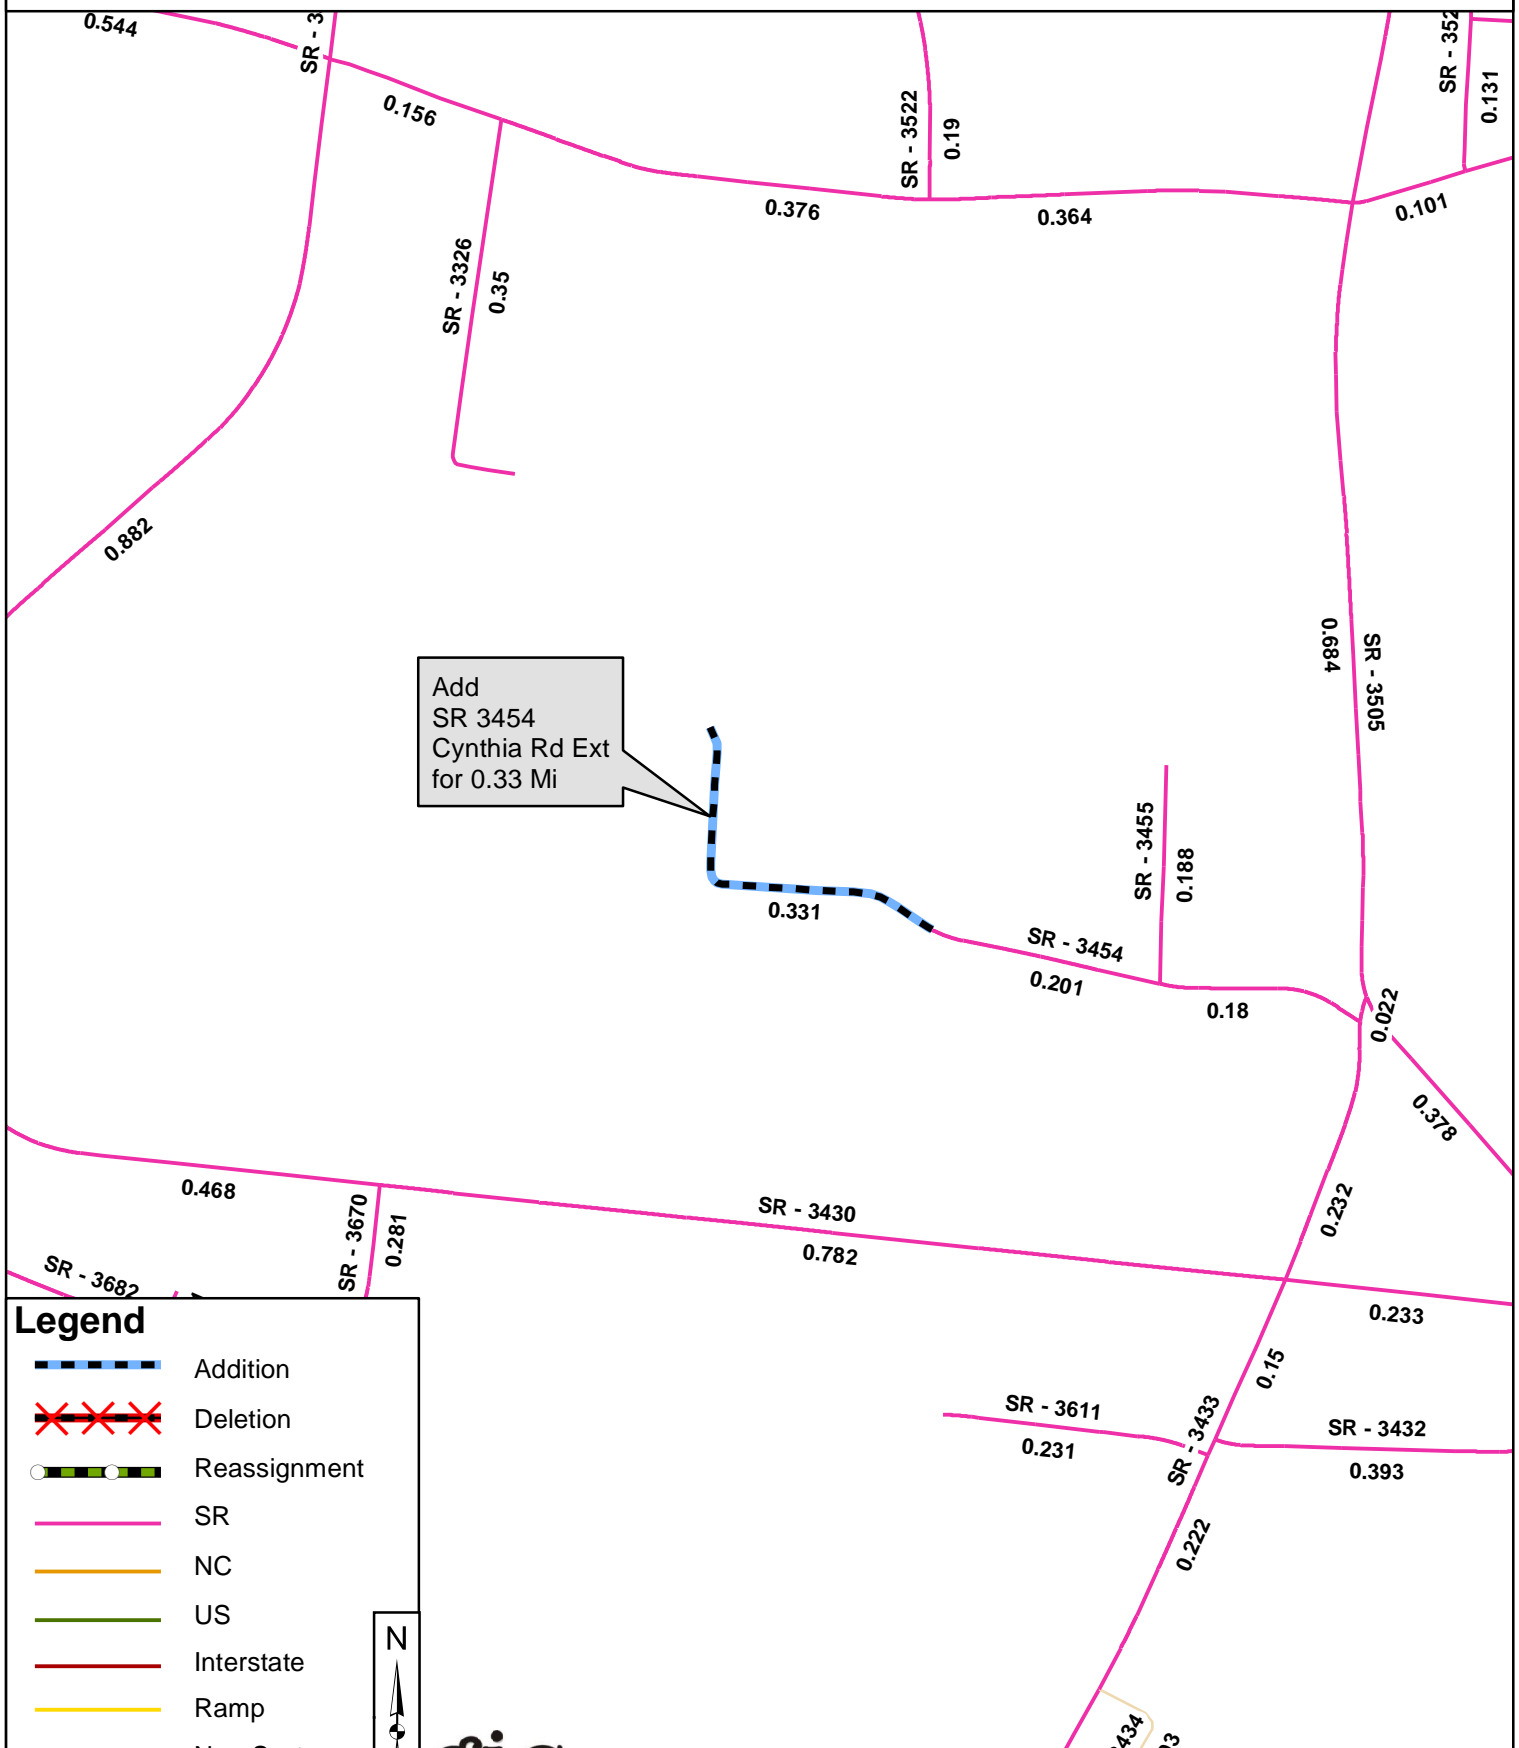 0.544
SR - 3
0.156
SR - 3522
0.19
SR - 352
0.131
0.376
0.364
0.101
SR - 3326
0.35
0.882
0.684
SR - 3505
Add
SR 3454
Cynthia Rd Ext
for 0.33 Mi
SR - 3455
0.188
0.331
SR - 3454
0.201
0.18
0.022
0.378
0.468
SR - 3670
0.281
SR - 3430
0.782
0.232
0.233
SR - 3682
0.15
SR - 3611
0.231
SR - 3433
SR - 3432
0.393
0.222
Legend
Addition
Deletion
Reassignment
SR
NC
US
Interstate
Ramp
N
434